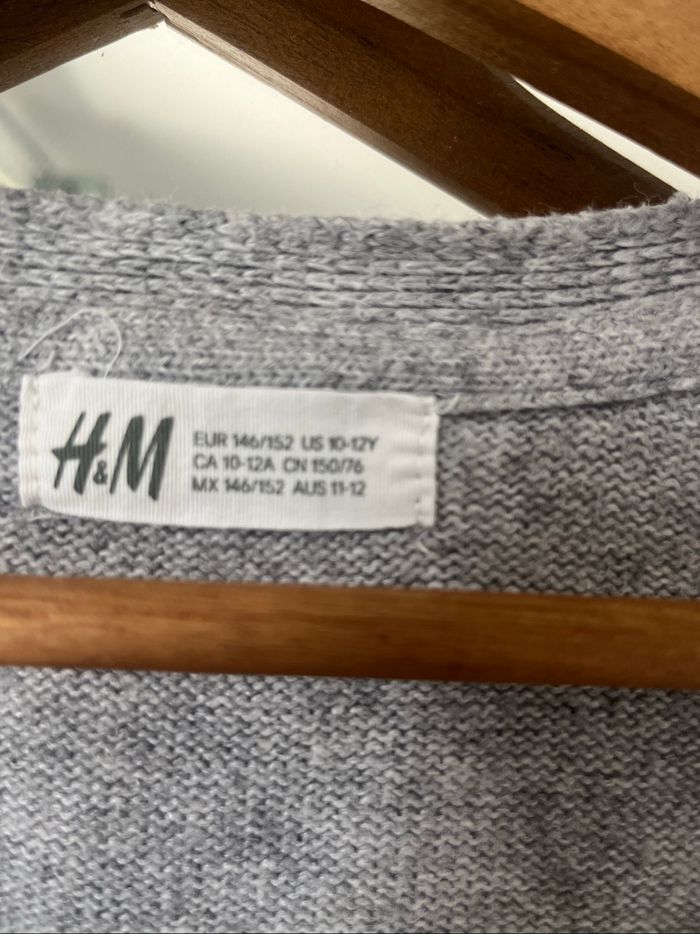 H&M
EUR 146/152 US 10-12Y
CA 10-12A CN 150/76
MX 146/152 AUS 11-12